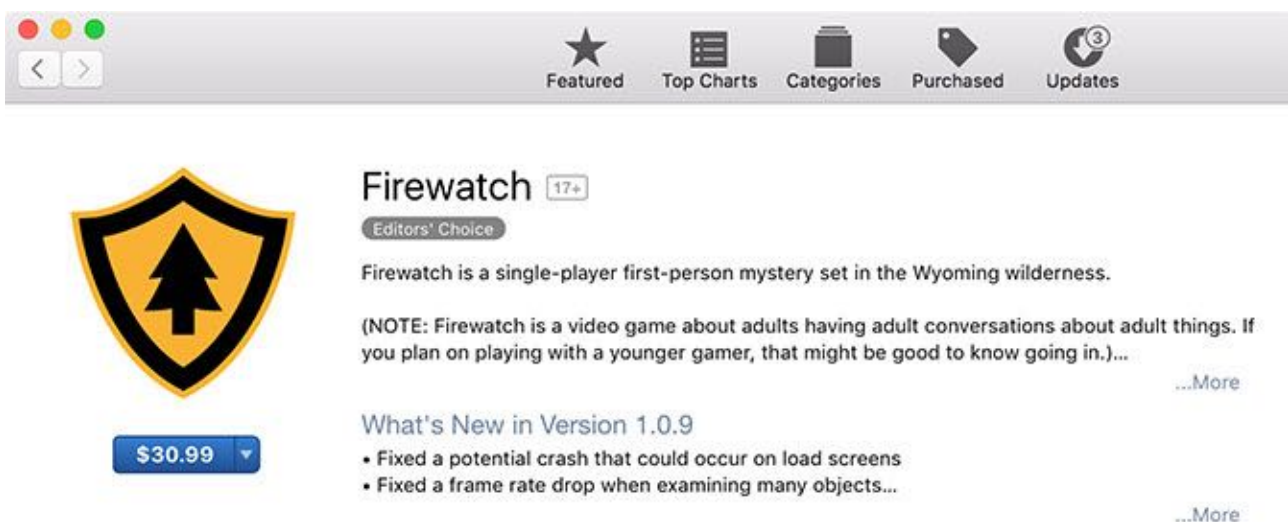 3
Featured Top Charts Categories Purchased Updates
Firewatch 17+
Editors' Choice
Firewatch is a single-player first-person mystery set in the Wyoming wilderness.
(NOTE: Firewatch is a video game about adults having adult conversations about adult things. If
you plan on playing with a younger gamer, that might be good to know going in.)...
...More
What's New in Version 1.0.9
$30.99
• Fixed a potential crash that could occur on load screens
• Fixed a frame rate drop when examining many objects...
...More